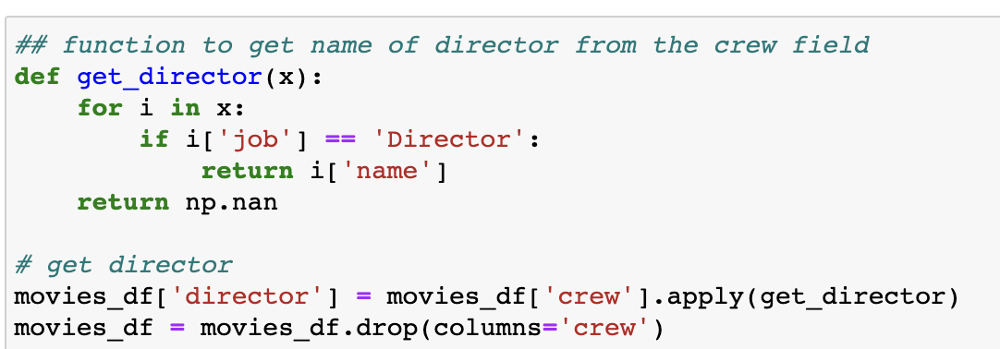 ## function to get name of director from the crew field
def get_director(x):
    for i in x:
        if i['job'] == 'Director':
            return i['name']
    return np.nan

# get director
movies_df['director'] = movies_df['crew'].apply(get_director)
movies_df = movies_df.drop(columns='crew')